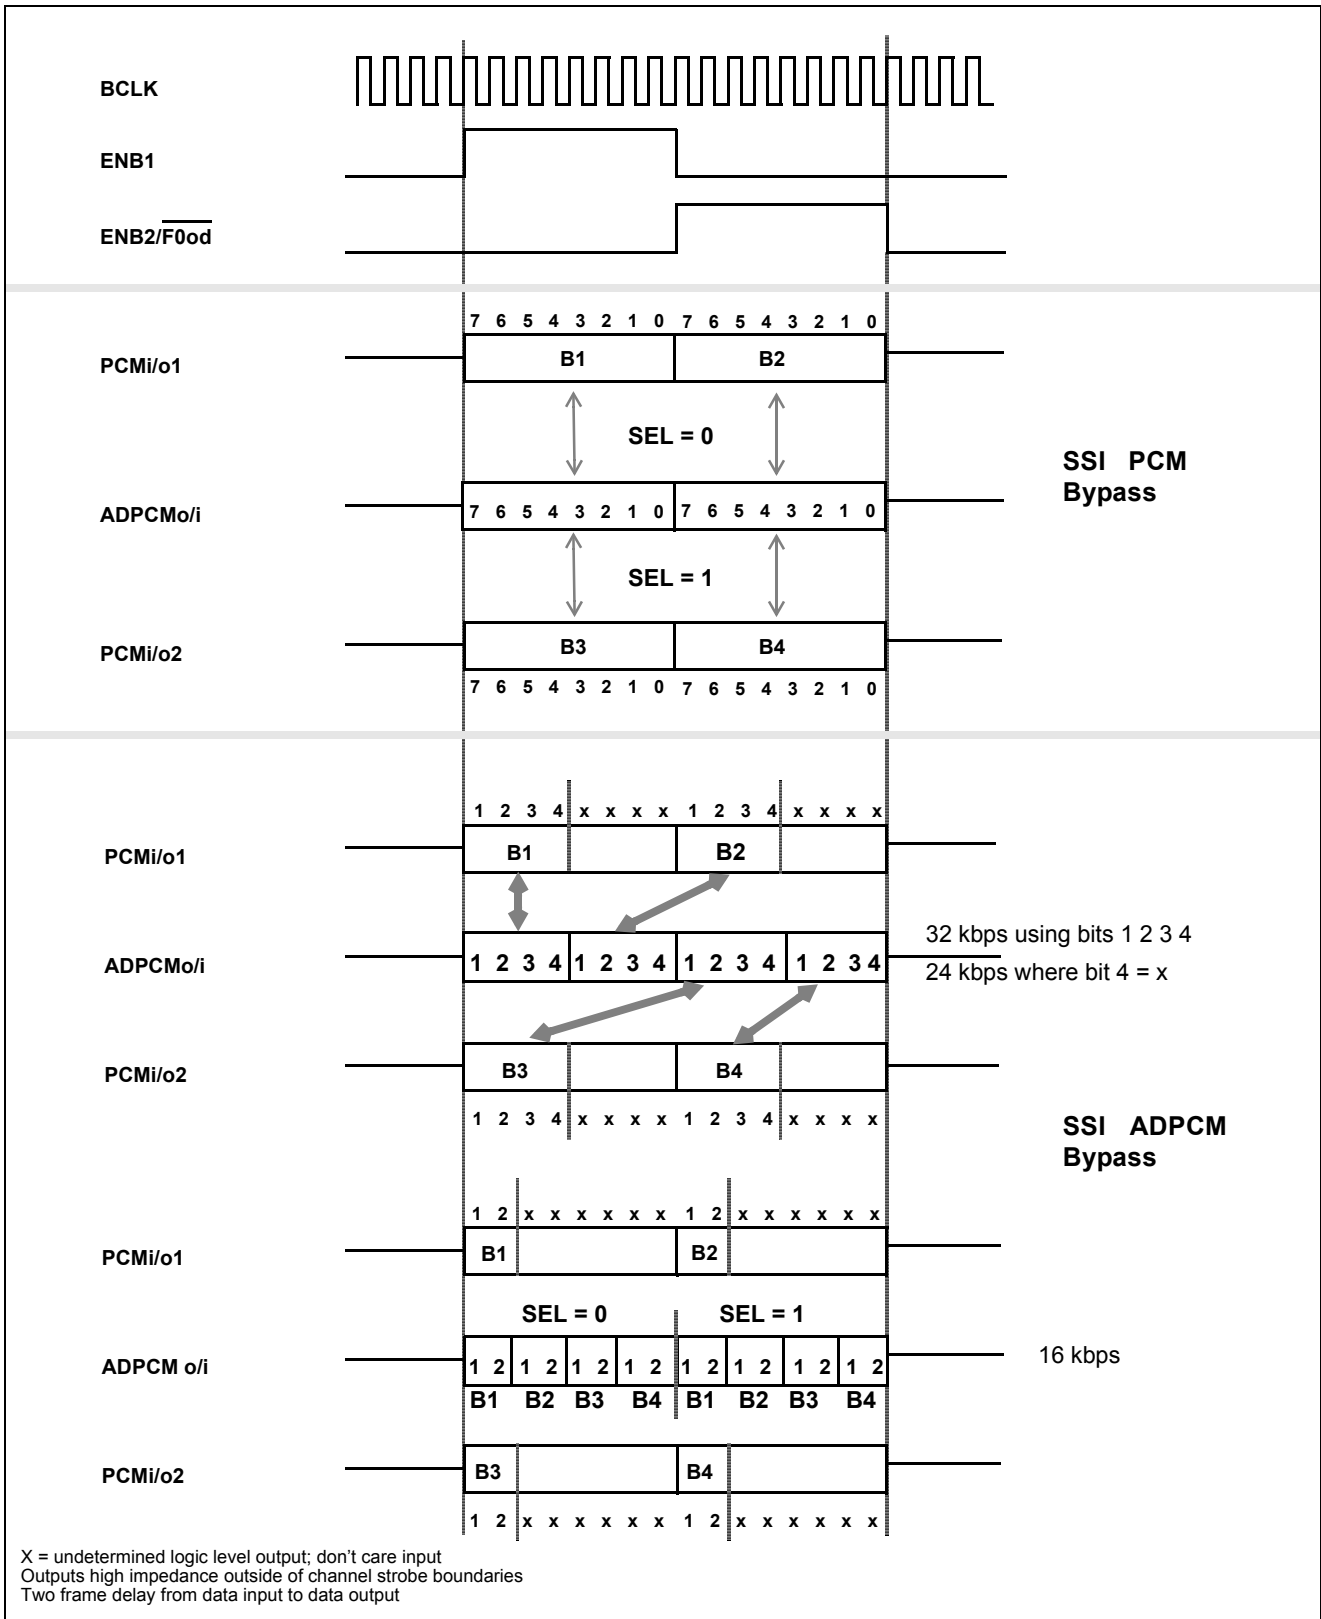 BCLK
ENB1
ENB2/F0od
7 6 5 4 3 2 1 0 7 6 5 4 3 2 1 0
PCMi/o1
B1 B2
SEL = 0
SSI PCM
Bypass
ADPCMo/i
7 6 5 4 3 2 1 0 7 6 5 4 3 2 1 0
SEL = 1
PCMi/o2
B3 B4
7 6 5 4 3 2 1 0 7 6 5 4 3 2 1 0
1 2 3 4 x x x x 1 2 3 4 x x x x
PCMi/o1
B1 B2
32 kbps using bits 1 2 3 4
ADPCMo/i
1 2 3 4 1 2 3 4 1 2 3 4 1 2 3 4
24 kbps where bit 4 = x
PCMi/o2
B3 B4
1 2 3 4 x x x x 1 2 3 4 x x x x
SSI ADPCM
Bypass
1 2 x x x x x x 1 2 x x x x x x
PCMi/o1
B1 B2
SEL = 0 SEL = 1
ADPCM o/i
1 2 1 2 1 2 1 2 1 2 1 2 1 2 1 2
16 kbps
B1 B2 B3 B4 B1 B2 B3 B4
PCMi/o2
B3 B4
1 2 x x x x x x 1 2 x x x x x x
X = undetermined logic level output; don't care input
Outputs high impedance outside of channel strobe boundaries
Two frame delay from data input to data output